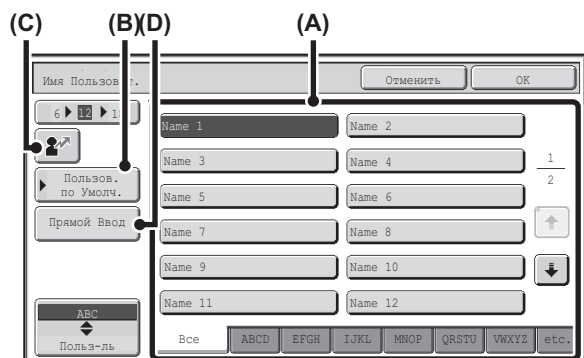 (C) (B) (D) (A)
Имя Пользоват. Отменить OK
6 12 18
Name 1 Name 2
Name 3 Name 4 1
2
Пользов.
по Умолч.
Name 5 Name 6
Прямой Ввод
Name 7 Name 8
Name 9 Name 10
Name 11 Name 12
ABC
Польз-ль
Все ABCD EFGH IJKL MNOP QRSTU VWXYZ etc.